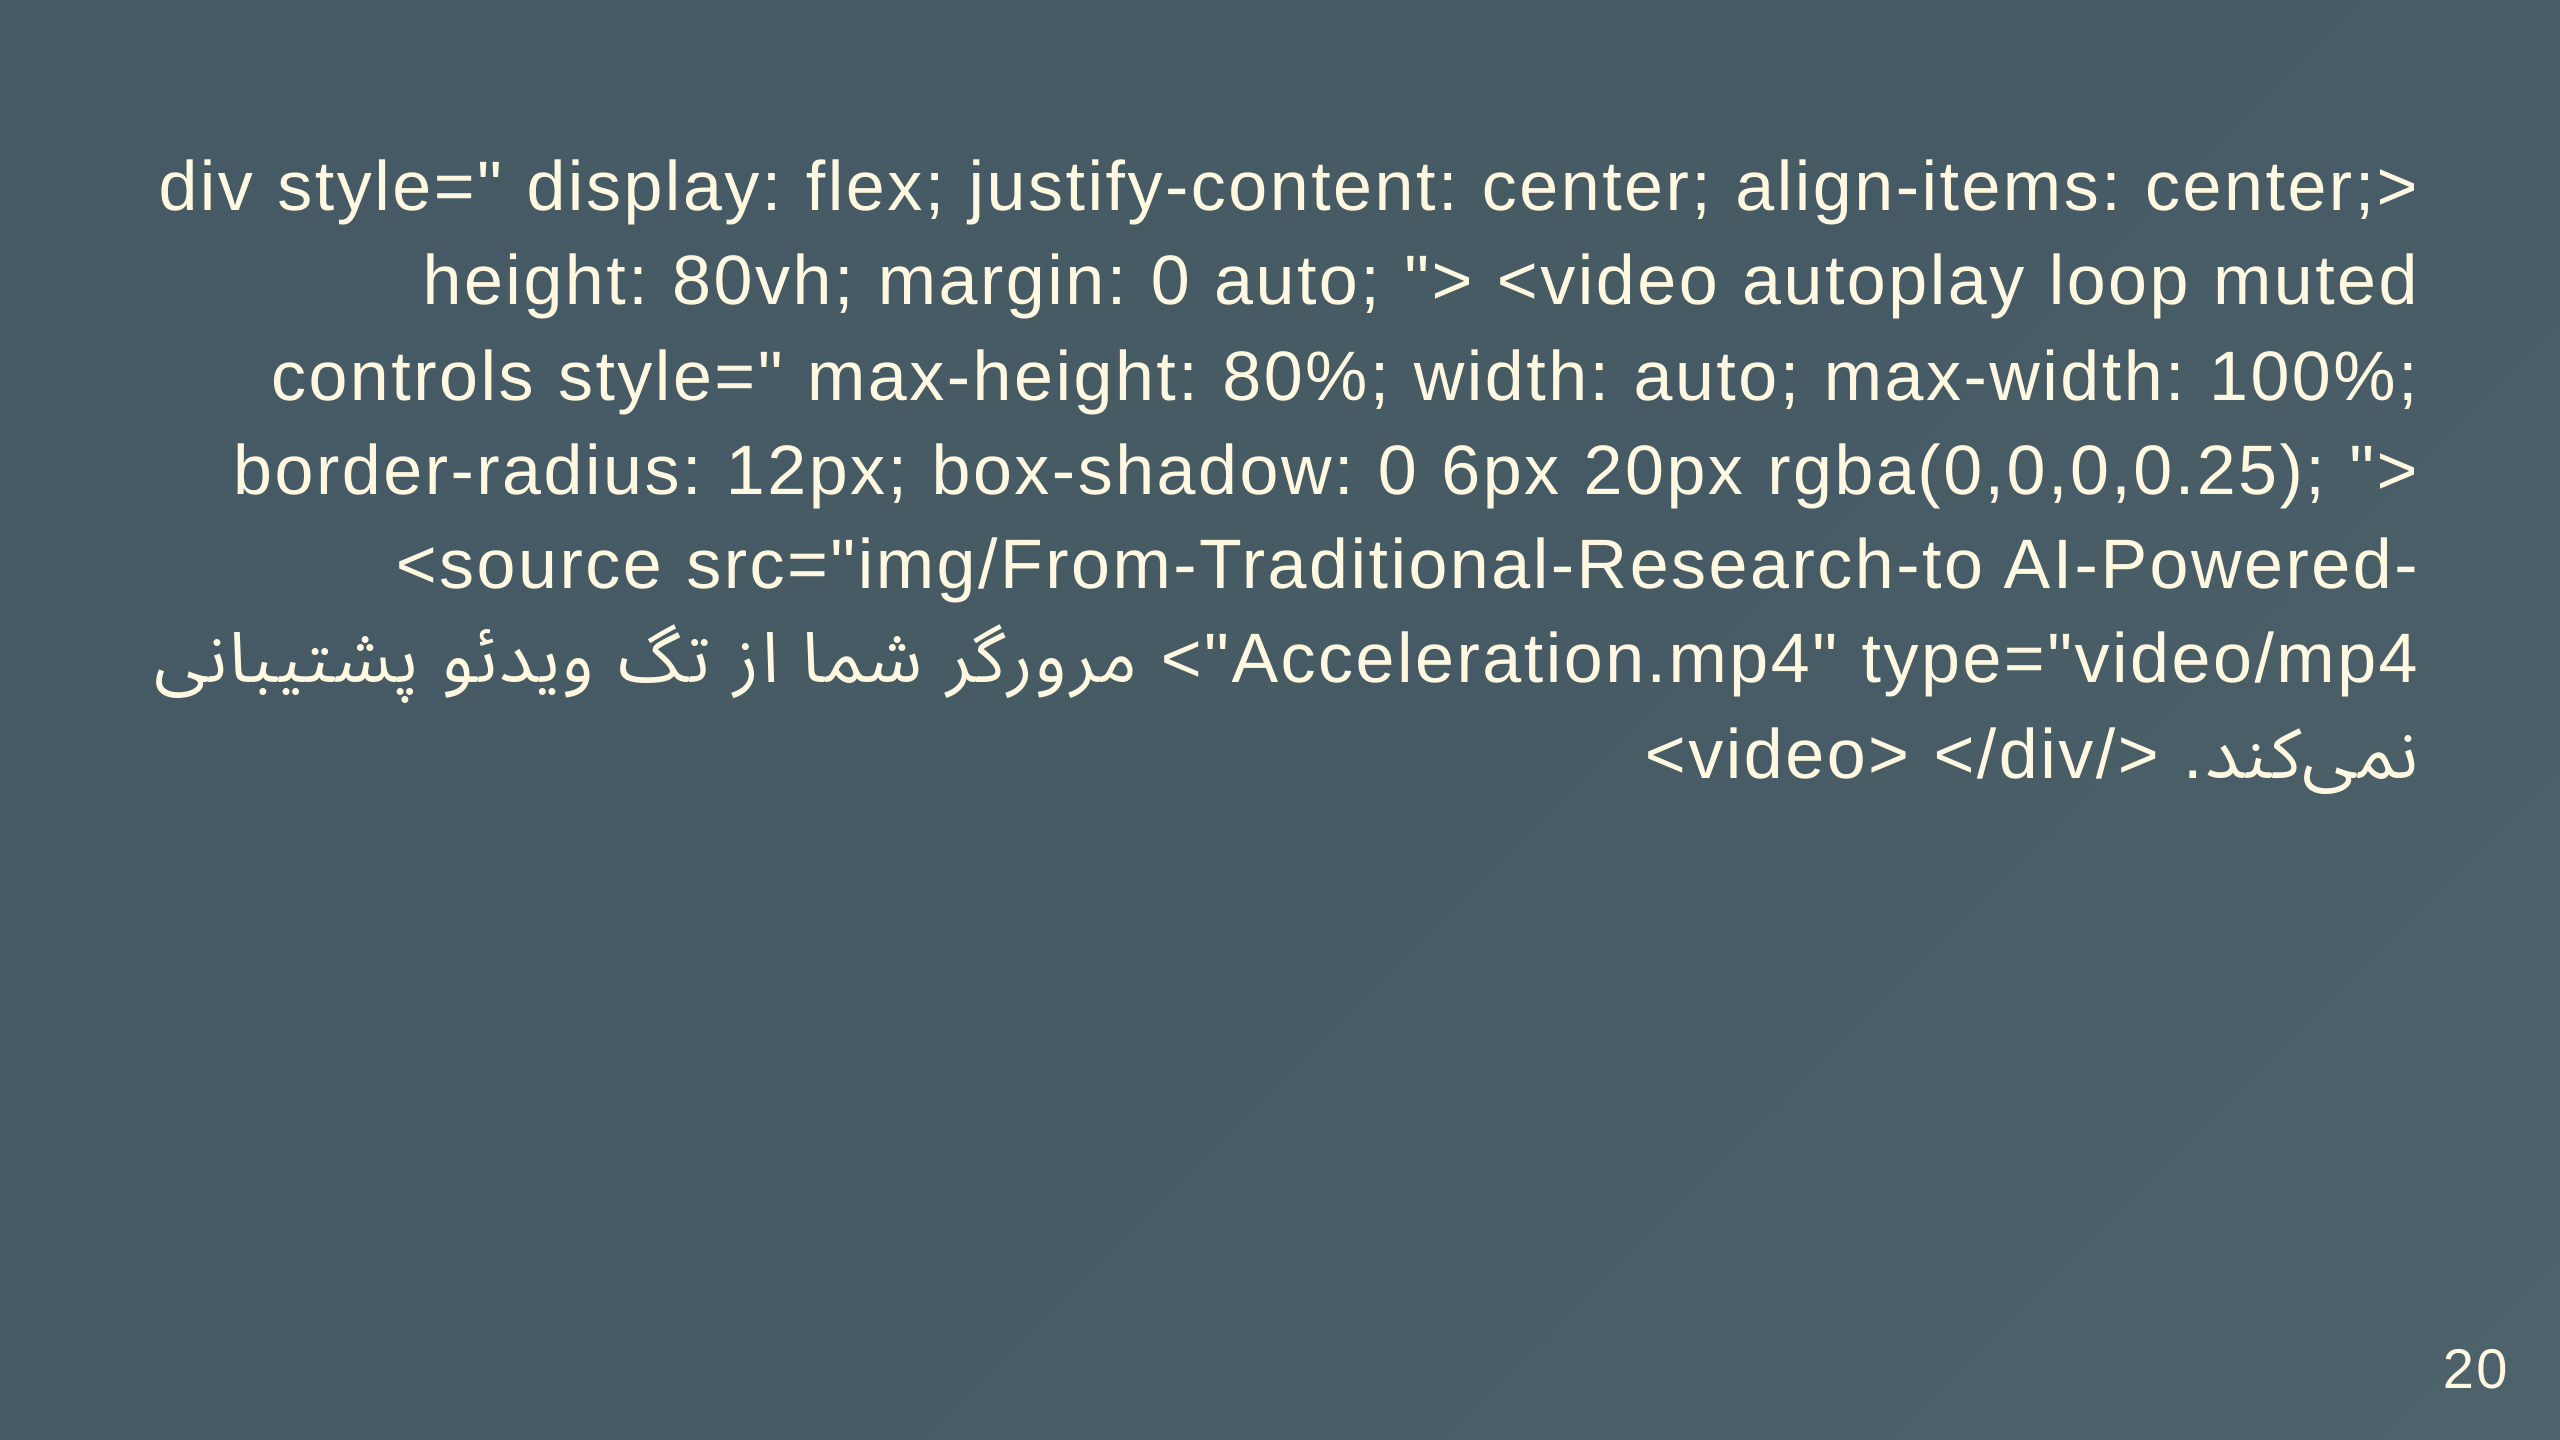 <div style=" display: flex; justify-content: center; align-items: center;
height: 80vh; margin: 0 auto; "> <video autoplay loop muted
controls style=" max-height: 80%; width: auto; max-width: 100%;
border-radius: 12px; box-shadow: 0 6px 20px rgba(0,0,0,0.25); ">
<source src="img/From-Traditional-Research-to AI-Powered-
Acceleration.mp4" type="video/mp4"> مرورگر شما از تگ ویدئو پشتیبانی
نمی‌کند. </video> </div>
20